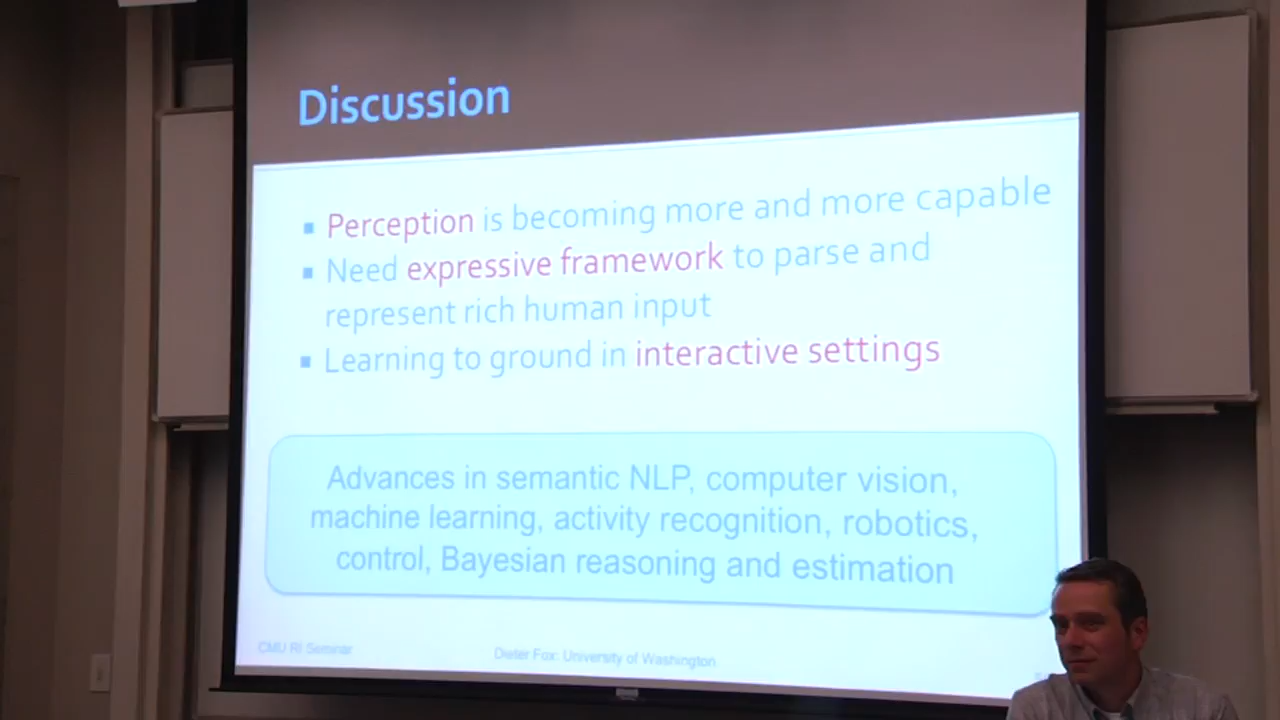 Discussion
Perception is becoming more and more capable
Need expressive framework to parse and
represent rich human input
Learning to ground in interactive settings
Advances in semantic NLP, computer vision,
machine learning, activity recognition, robotics,
control, Bayesian reasoning and estimation
CMU RI Seminar
Dieter Fox: University of Washington